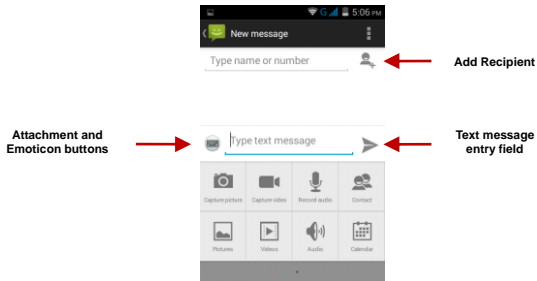 G 5:06 PM
New message
Type name or number
Add Recipient
Attachment and
Emoticon buttons
Type text message
Text message
entry field
Capture picture Capture video Record audio Contact
Pictures Videos Audio Calendar